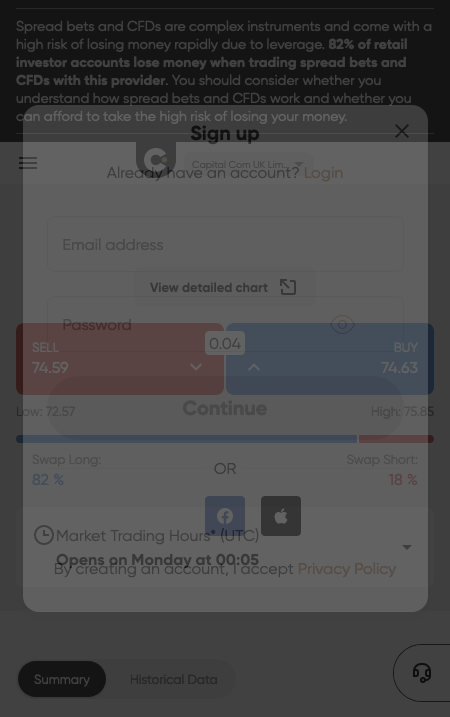 Spread bets and CFDs are complex instruments and come with a
high risk of losing money rapidly due to leverage. 82% of retail
investor accounts lose money when trading spread bets and
CFDs with this provider. You should consider whether you
understand how spread bets and CFDs work and whether you
can afford to take the high risk of losing your money.
Sign up
Capital Com UK Lim...
Already have an account? Login
Email address
View detailed chart
Password
SELL
74.59
0.04
BUY
74.63
Continue
Low: 72.57
High: 75.85
Swap Long:
82 %
OR
Swap Short:
18 %
Market Trading Hours* (UTC)
Opens on Monday at 00:05
By creating an account, I accept Privacy Policy
Summary
Historical Data